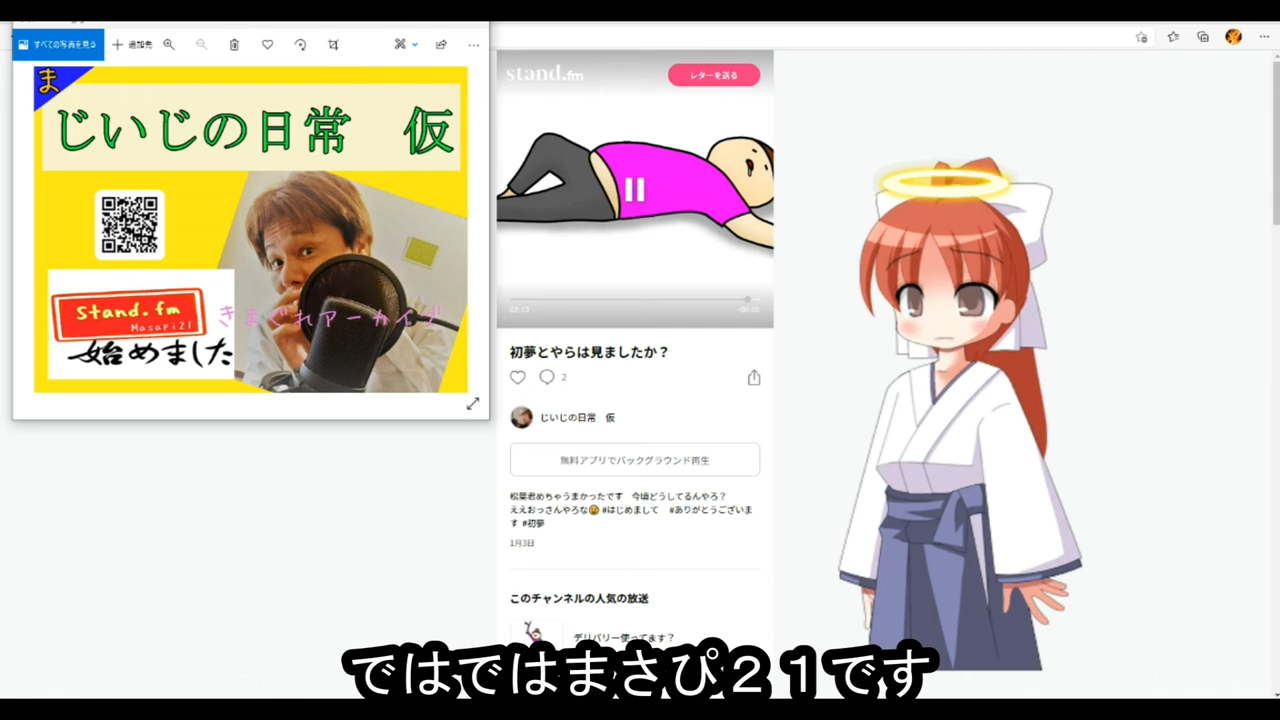 すべての写真を見る
追加先
ま
じいじの日常　仮
Stand.fm
Masapi21
始めました
きまぐれアーカイブ
stand.fm
レターを送る
02:13
-00:03
初夢とやらは見ましたか？
2
じいじの日常　仮
無料アプリでバックグラウンド再生
松葉君めちゃうまかったです　今頃どうしてるんやろ？
ええおっさんやろな😩 #はじめまして　#ありがとうございま
す #初夢
1月3日
このチャンネルの人気の放送
デリバリー使ってます？
ではではまさぴ２１です